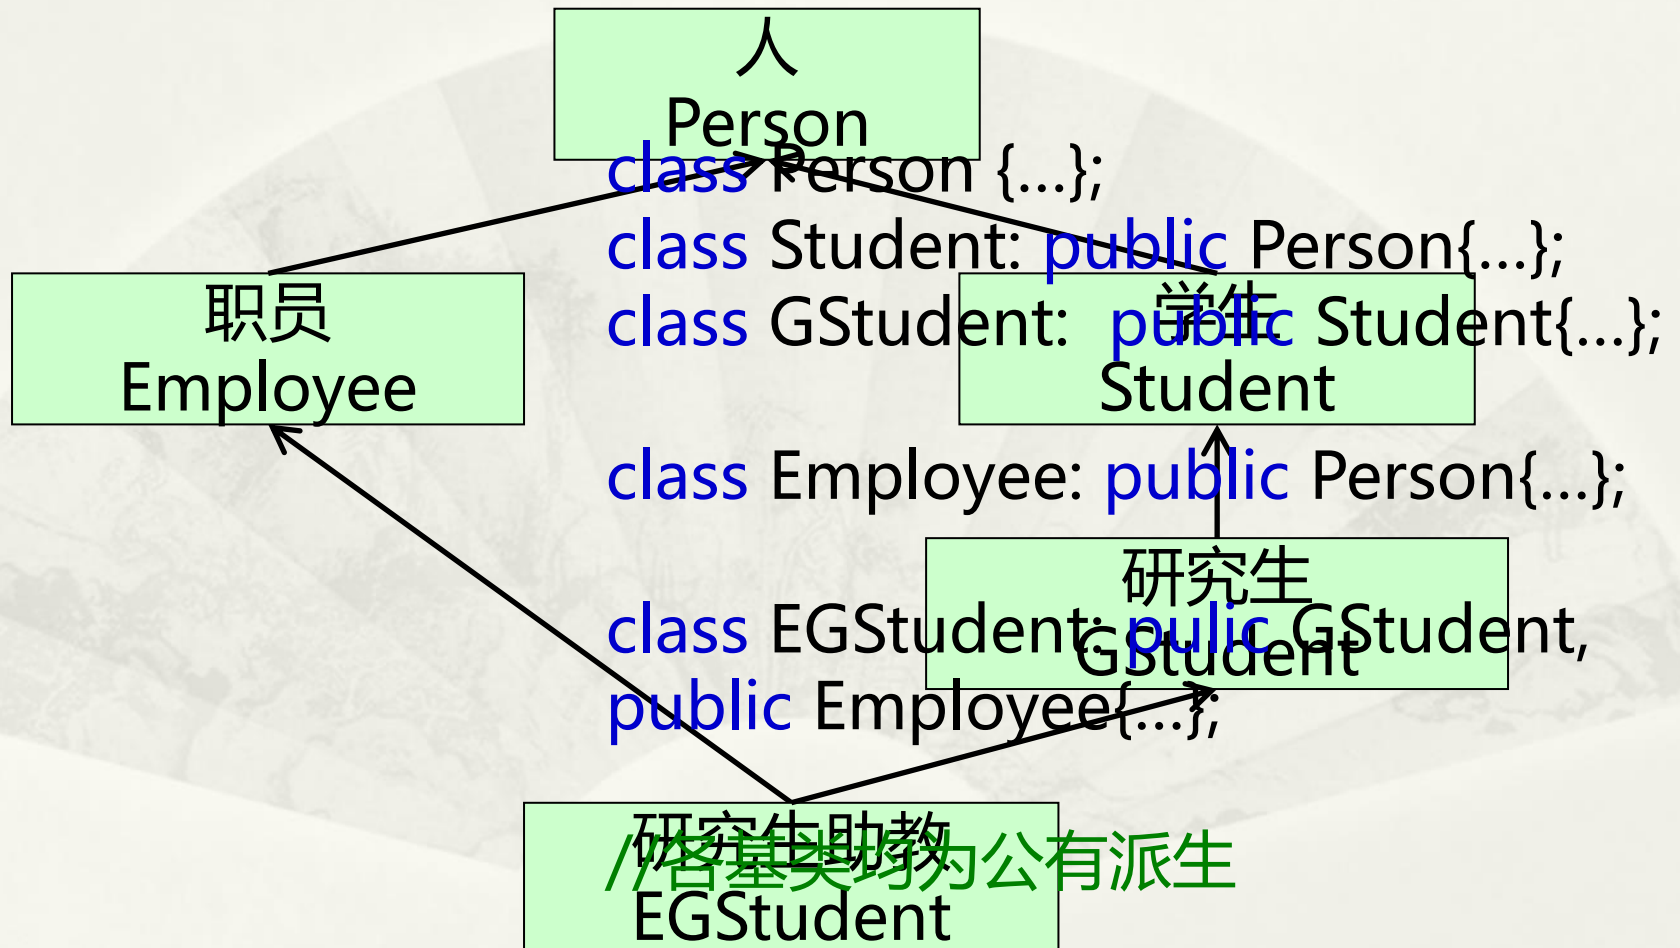 人
Person
class Person {…};
class Student: public Person{…};
class GStudent:  public Student{…};
class Employee: public Person{…};
class EGStudent: pulic GStudent,
public Employee{…};
//各基类均为公有派生
职员
Employee
学生
Student
研究生
GStudent
研究生助教
EGStudent